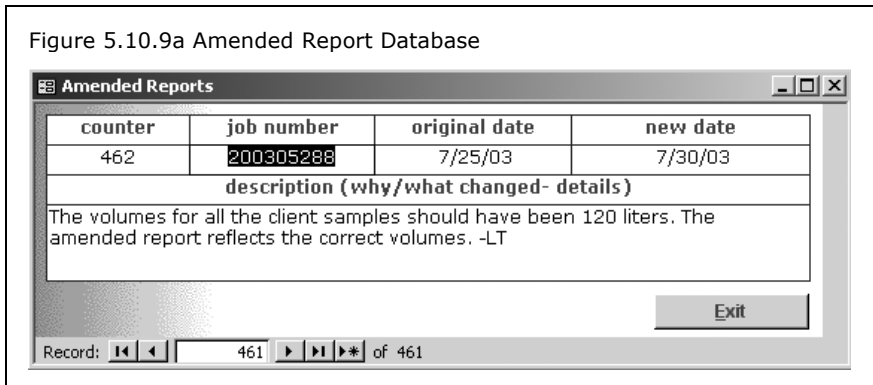 Figure 5.10.9a Amended Report Database
Amended Reports
counter job number original date new date
462 200305288 7/25/03 7/30/03
description (why/what changed- details)
The volumes for all the client samples should have been 120 liters. The
amended report reflects the correct volumes. -LT
Exit
Record: 461 of 461